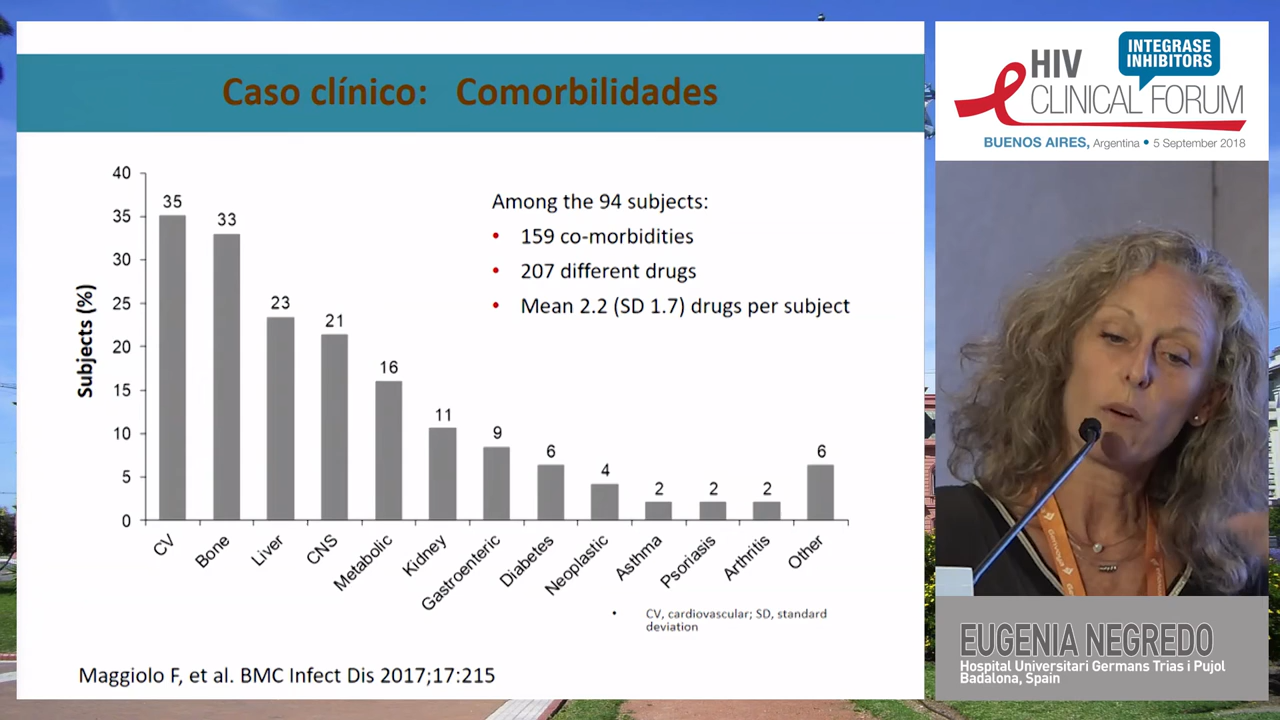 Caso clínico: Comorbilidades
Subjects (%)
40
35
30
25
20
15
10
5
0
35
33
23
21
16
11
9
6
4
2
2
2
6
CV
Bone
Liver
CNS
Metabolic
Kidney
Gastroenteric
Diabetes
Neoplastic
Asthma
Psoriasis
Arthritis
Other
Among the 94 subjects:
• 159 co-morbidities
• 207 different drugs
• Mean 2.2 (SD 1.7) drugs per subject
• CV, cardiovascular; SD, standard
deviation
Maggiolo F, et al. BMC Infect Dis 2017;17:215
HIV
INTEGRASE
INHIBITORS
CLINICAL FORUM
BUENOS AIRES, Argentina • 5 September 2018
Genvoya
EUGENIA NEGREDO
Hospital Universitari Germans Trias i Pujol
Badalona, Spain